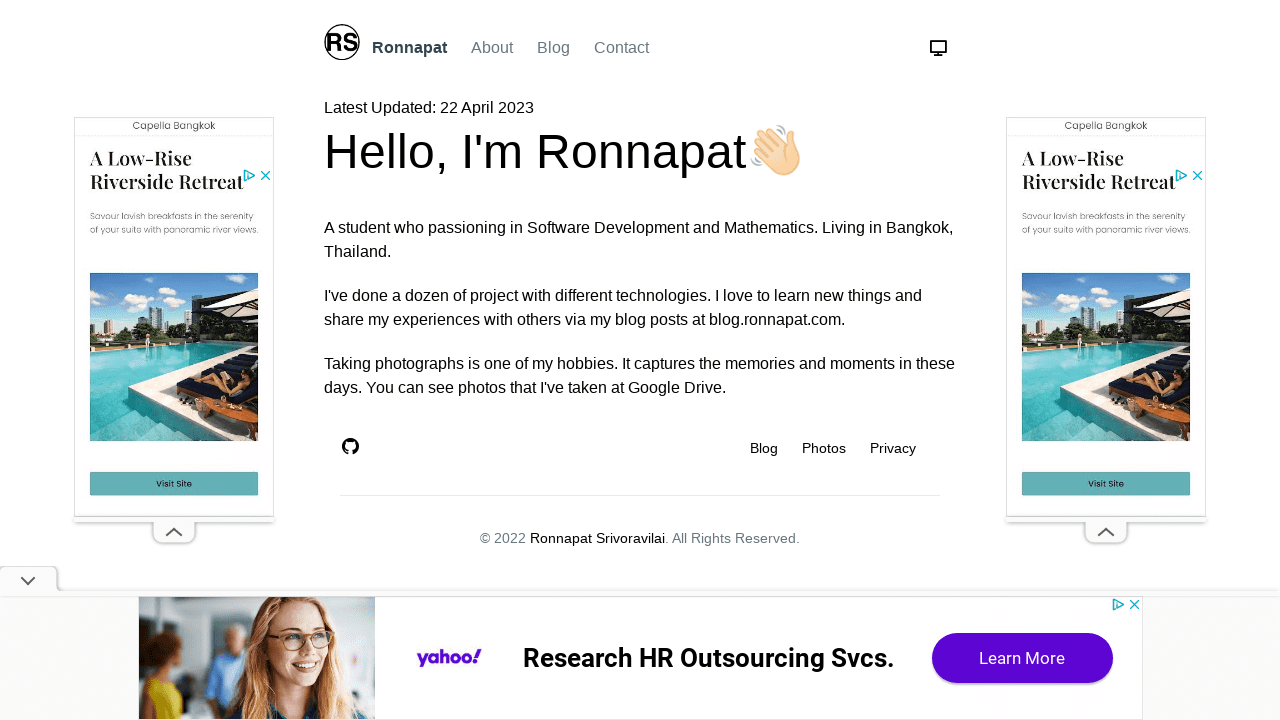 RS Ronnapat About Blog Contact
Latest Updated: 22 April 2023
Hello, I'm Ronnapat
A student who passioning in Software Development and Mathematics. Living in Bangkok,
Thailand.
I've done a dozen of project with different technologies. I love to learn new things and
share my experiences with others via my blog posts at blog.ronnapat.com.
Taking photographs is one of my hobbies. It captures the memories and moments in these
days. You can see photos that I've taken at Google Drive.
Blog Photos Privacy
© 2022 Ronnapat Srivoravilai. All Rights Reserved.
Capella Bangkok
A Low-Rise
Riverside Retreat
Savour lavish breakfasts in the serenity
of your suite with panoramic river views.
Visit Site
Capella Bangkok
A Low-Rise
Riverside Retreat
Savour lavish breakfasts in the serenity
of your suite with panoramic river views.
Visit Site
yahoo! Research HR Outsourcing Svcs. Learn More